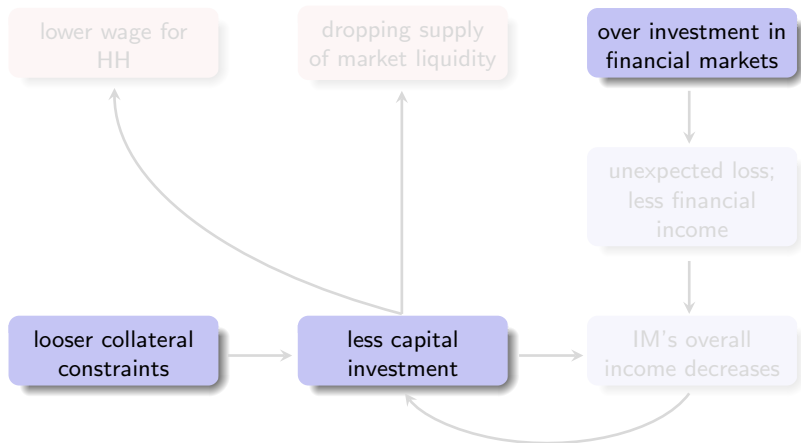 lower wage for
HH
dropping supply
of market liquidity
over investment in
financial markets
unexpected loss;
less financial
income
looser collateral
constraints
less capital
investment
IM's overall
income decreases